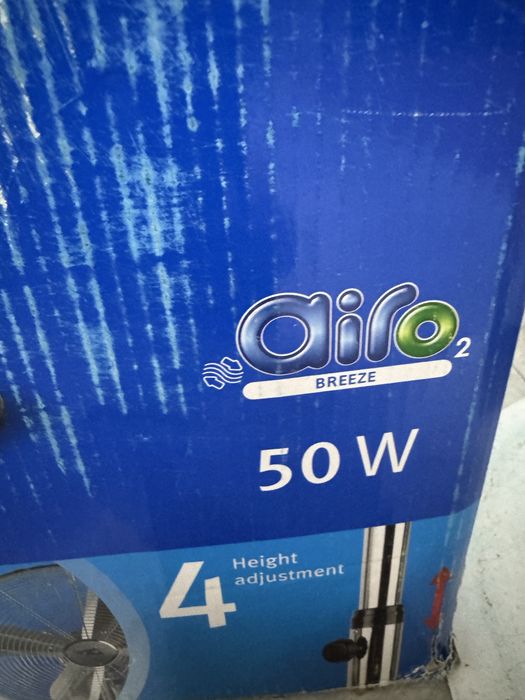 airo2
BREEZE
50 W
4
Height
adjustment